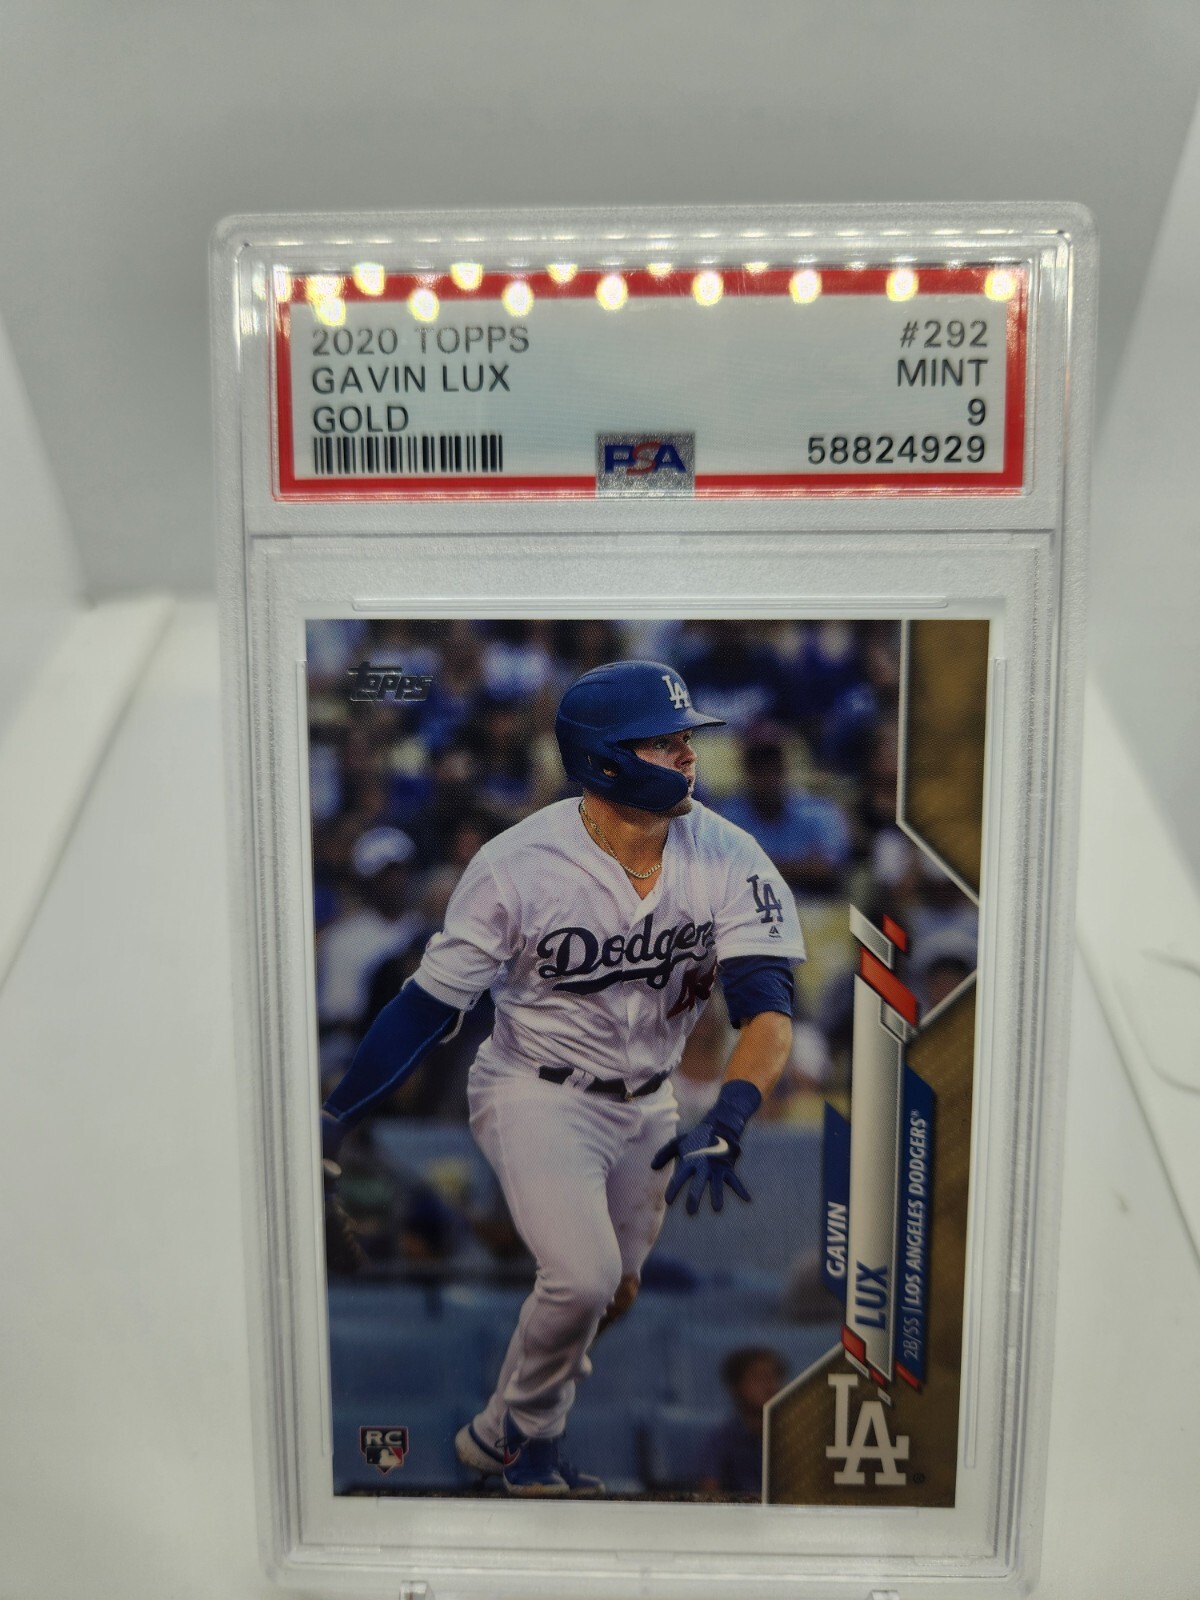 2020 TOPPS #292
GAVIN LUX MINT
GOLD 9
58824929
PSA
Topps
LA
LA
Dodgers
GAVIN
LUX
2B/SS | LOS ANGELES DODGERS®
LA
RC